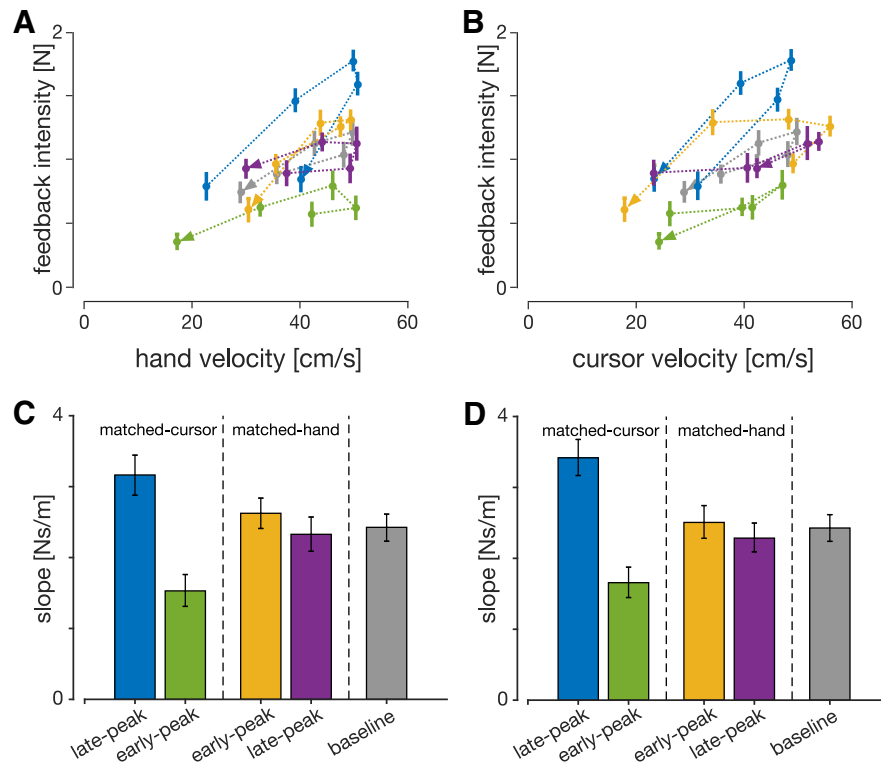 A
B
2
feedback intensity [N]
0
0
20
40
60
hand velocity [cm/s]
2
feedback intensity [N]
0
0
20
40
60
cursor velocity [cm/s]
C
D
4
matched-cursor
matched-hand
slope [Ns/m]
0
late-peak
early-peak
early-peak
late-peak
baseline
4
matched-cursor
matched-hand
slope [Ns/m]
0
late-peak
early-peak
early-peak
late-peak
baseline